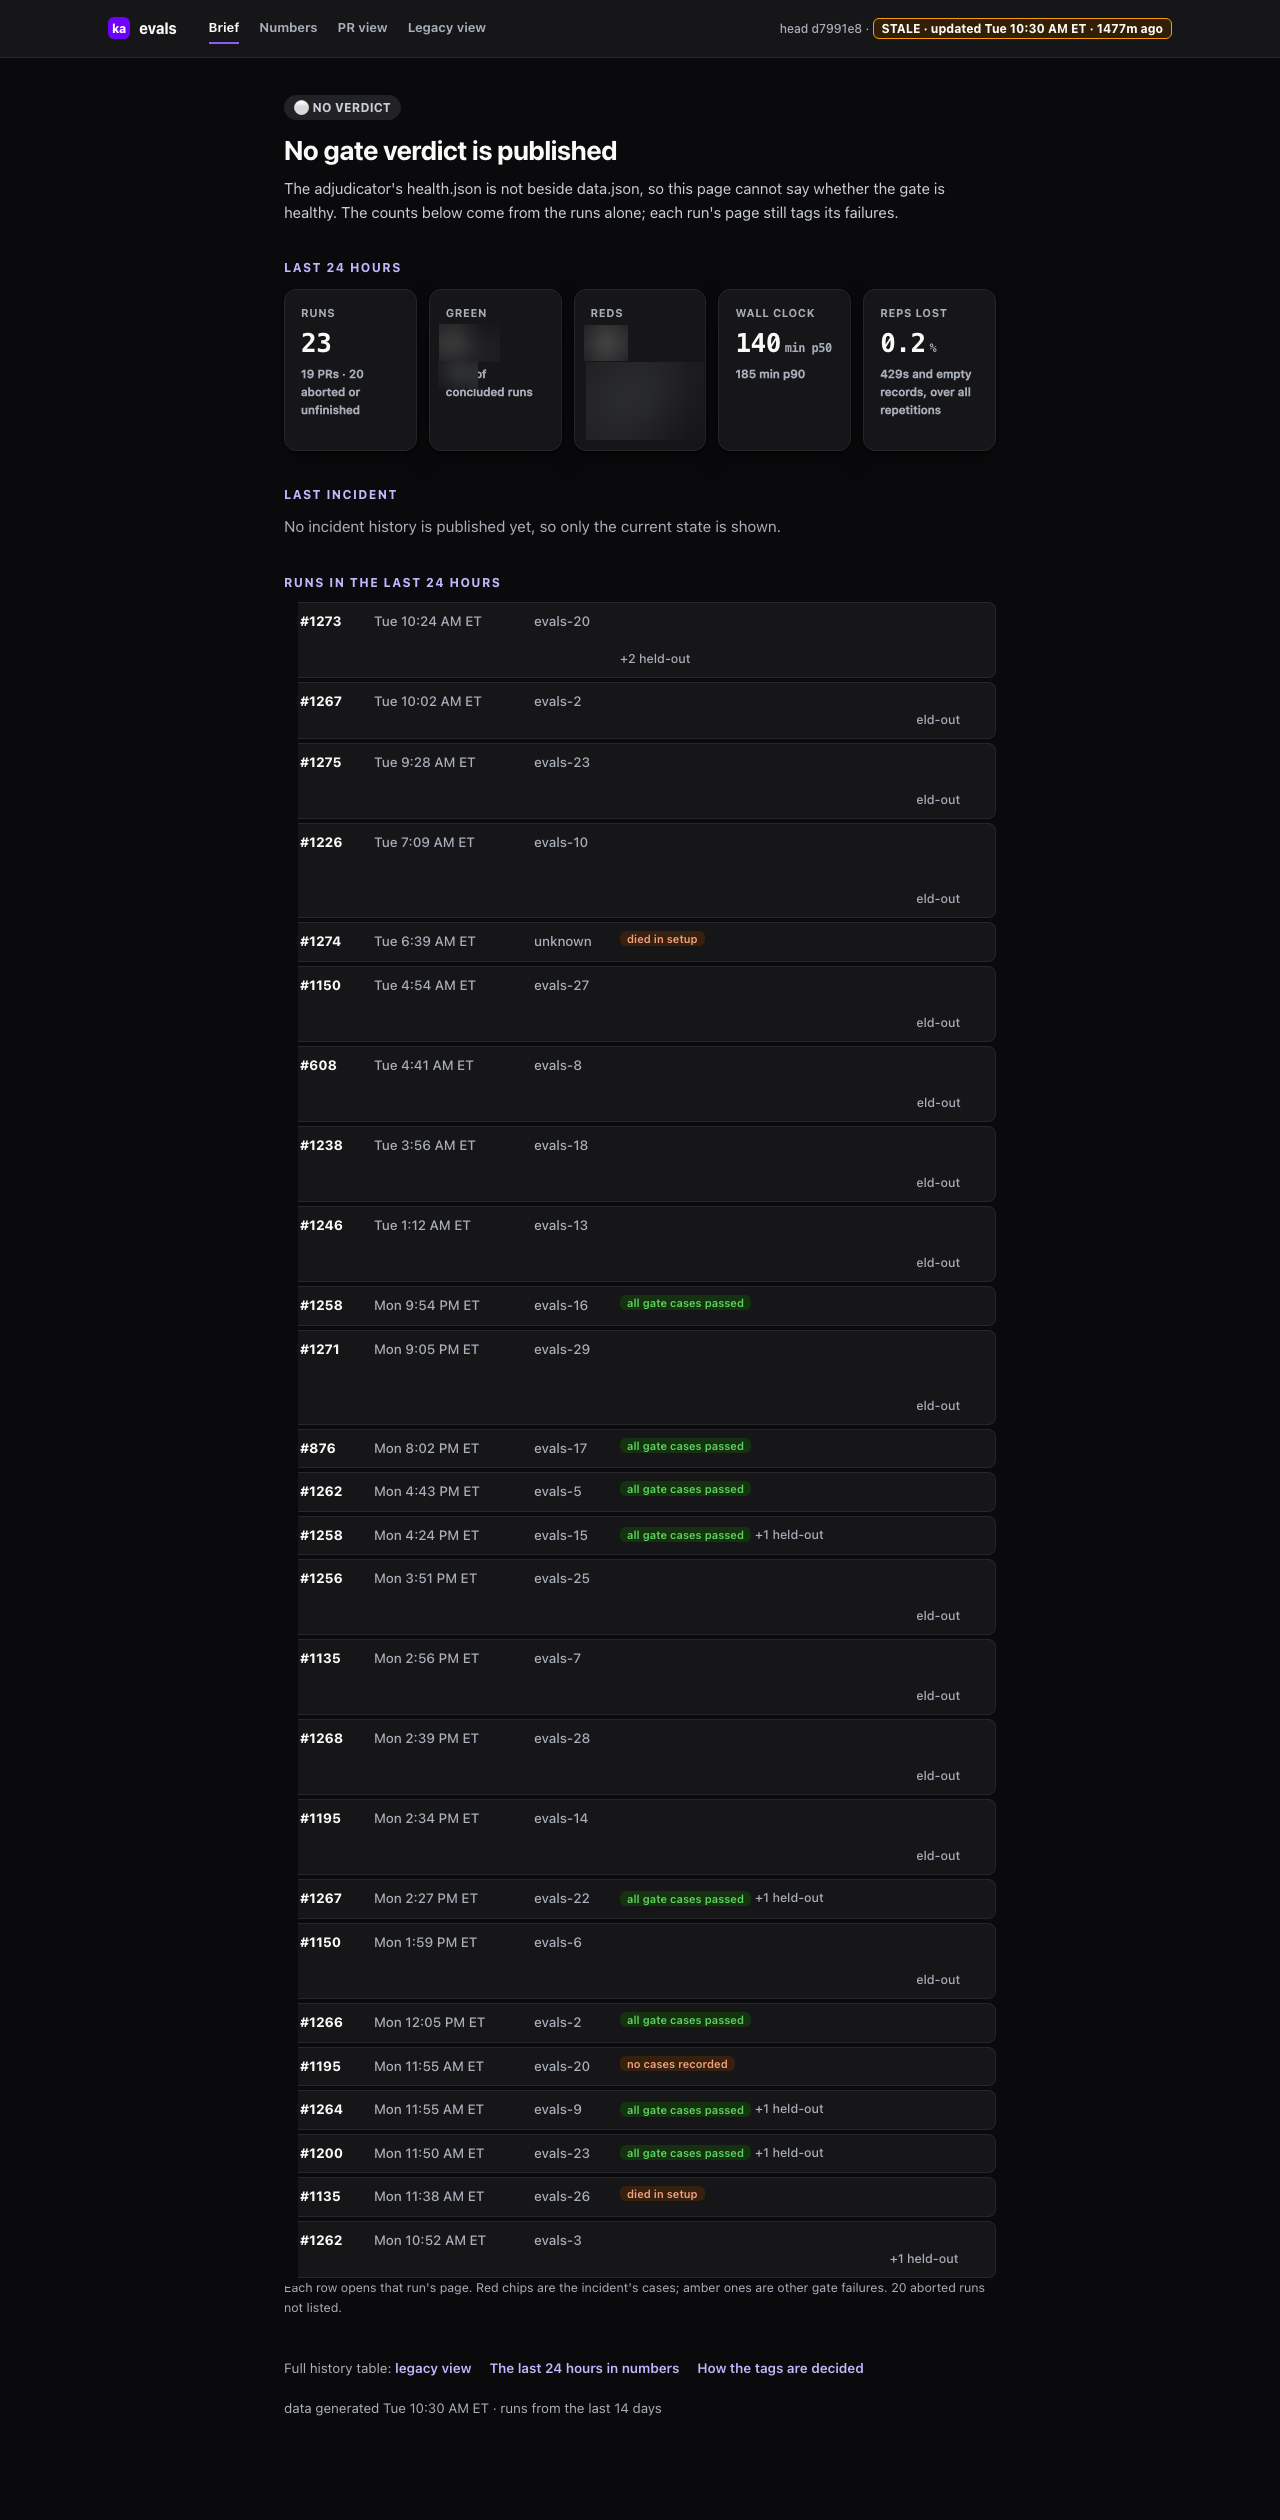 ka evals Brief Numbers PR view Legacy view head d7991e8 · STALE · updated Tue 10:30 AM ET · 1477m ago
NO VERDICT
No gate verdict is published
The adjudicator's health.json is not beside data.json, so this page cannot say whether the gate is
healthy. The counts below come from the runs alone; each run's page still tags its failures.
LAST 24 HOURS
RUNS
23
19 PRs · 20
aborted or
unfinished
GREEN
of
concluded runs
REDS
WALL CLOCK
140 min p50
185 min p90
REPS LOST
0.2 %
429s and empty
records, over all
repetitions
LAST INCIDENT
No incident history is published yet, so only the current state is shown.
RUNS IN THE LAST 24 HOURS
#1273 Tue 10:24 AM ET evals-20
+2 held-out
#1267 Tue 10:02 AM ET evals-2
eld-out
#1275 Tue 9:28 AM ET evals-23
eld-out
#1226 Tue 7:09 AM ET evals-10
eld-out
#1274 Tue 6:39 AM ET unknown died in setup
#1150 Tue 4:54 AM ET evals-27
eld-out
#608 Tue 4:41 AM ET evals-8
eld-out
#1238 Tue 3:56 AM ET evals-18
eld-out
#1246 Tue 1:12 AM ET evals-13
eld-out
#1258 Mon 9:54 PM ET evals-16 all gate cases passed
#1271 Mon 9:05 PM ET evals-29
eld-out
#876 Mon 8:02 PM ET evals-17 all gate cases passed
#1262 Mon 4:43 PM ET evals-5 all gate cases passed
#1258 Mon 4:24 PM ET evals-15 all gate cases passed +1 held-out
#1256 Mon 3:51 PM ET evals-25
eld-out
#1135 Mon 2:56 PM ET evals-7
eld-out
#1268 Mon 2:39 PM ET evals-28
eld-out
#1195 Mon 2:34 PM ET evals-14
eld-out
#1267 Mon 2:27 PM ET evals-22 all gate cases passed +1 held-out
#1150 Mon 1:59 PM ET evals-6
eld-out
#1266 Mon 12:05 PM ET evals-2 all gate cases passed
#1195 Mon 11:55 AM ET evals-20 no cases recorded
#1264 Mon 11:55 AM ET evals-9 all gate cases passed +1 held-out
#1200 Mon 11:50 AM ET evals-23 all gate cases passed +1 held-out
#1135 Mon 11:38 AM ET evals-26 died in setup
#1262 Mon 10:52 AM ET evals-3
+1 held-out
Each row opens that run's page. Red chips are the incident's cases; amber ones are other gate failures. 20 aborted runs
not listed.
Full history table: legacy view The last 24 hours in numbers How the tags are decided
data generated Tue 10:30 AM ET · runs from the last 14 days